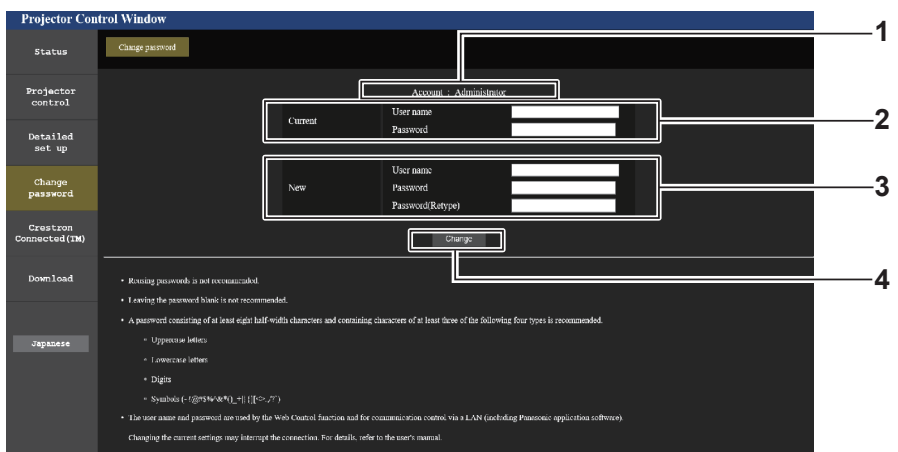 Projector Control Window
1
Status
Change password
Projector
control
Account : Administrator
Current
User name
Password
2
Detailed
set up
Change
password
New
User name
Password
Password(Retype)
3
Crestron
Connected(TM)
Change
4
Download
• Reusing passwords is not recommended.
• Leaving the password blank is not recommended.
• A password consisting of at least eight half-width characters and containing characters of at least three of the following four types is recommended.
Japanese
• Uppercase letters
• Lowercase letters
• Digits
• Symbols
• The user name and password are used by the Web Control function and for communication control via a LAN (including Panasonic application software).
Changing the current settings may interrupt the connection. For details, refer to the user's manual.